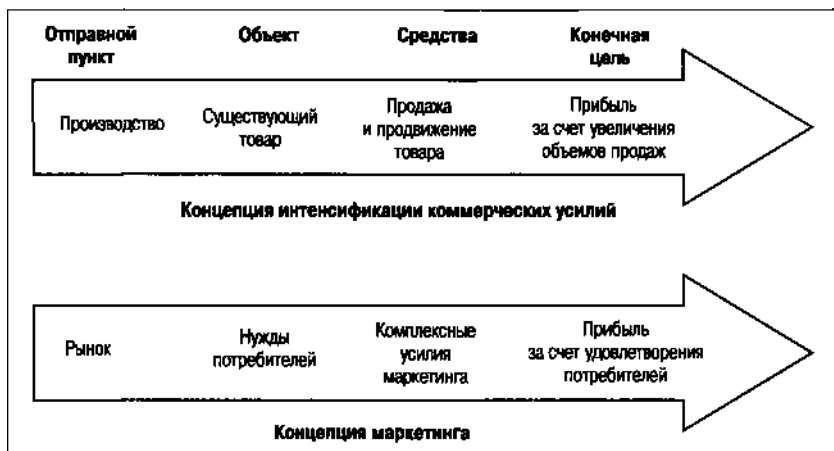 Отправной Объект Средства Конечная
пункт цель
Производство Существующий Продажа Прибыль
товар и продвижение за счет увеличения
товара объемов продаж
Концепция интенсификации коммерческих усилий
Рынок Нужды Комплексные Прибыль
потребителей усилия за счет удовлетворения
маркетинга потребителей
Концепция маркетинга